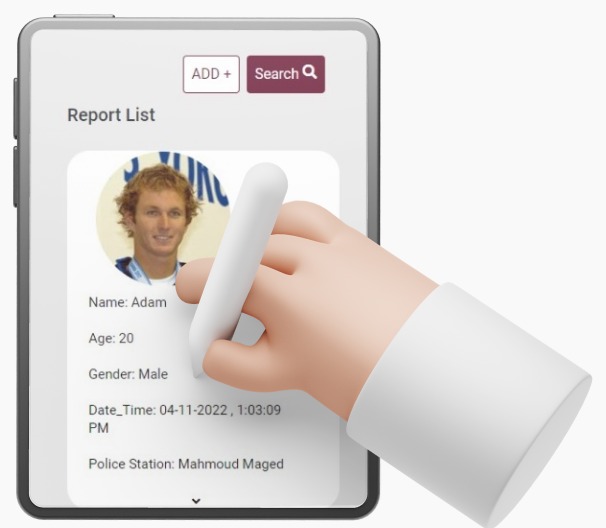 ADD +
Search
Report List
Name: Adam
Age: 20
Gender: Male
Date_Time: 04-11-2022 , 1:03:09
PM
Police Station: Mahmoud Maged